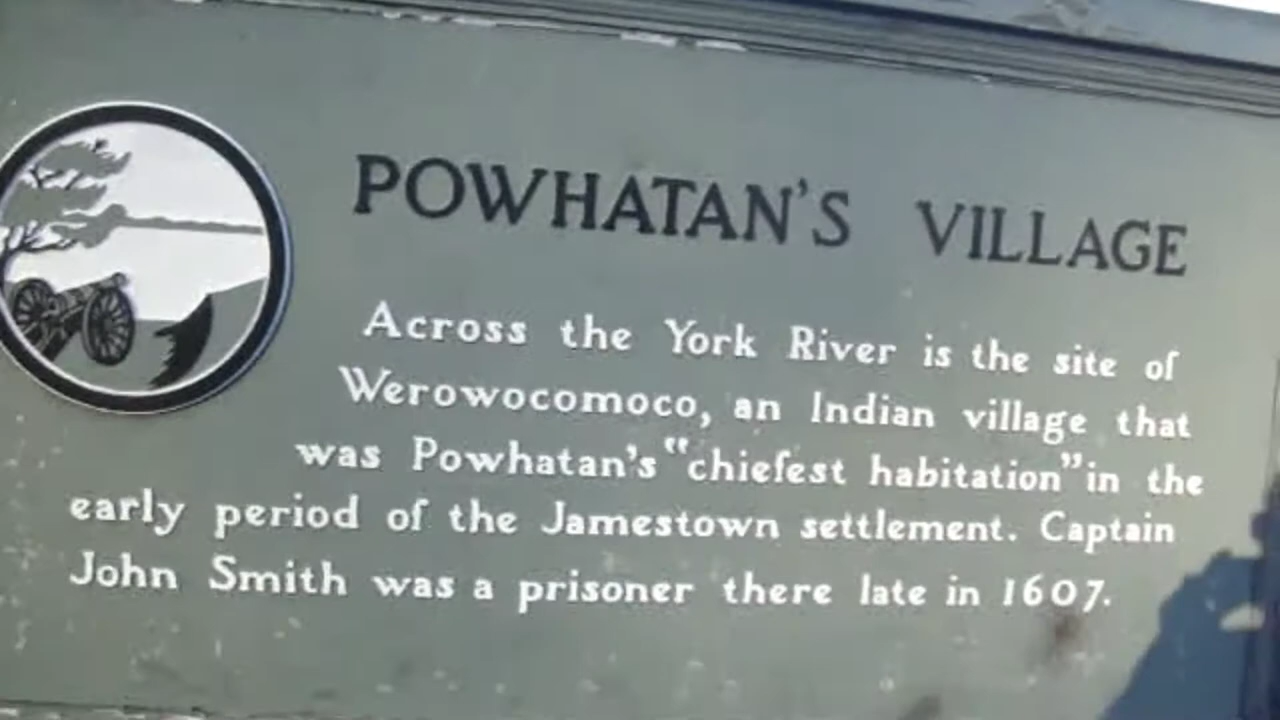 POWHATAN'S VILLAGE
Across the York River is the site of
Werowocomoco, an Indian village that
was Powhatan's "chiefest habitation" in the
early period of the Jamestown settlement. Captain
John Smith was a prisoner there late in 1607.